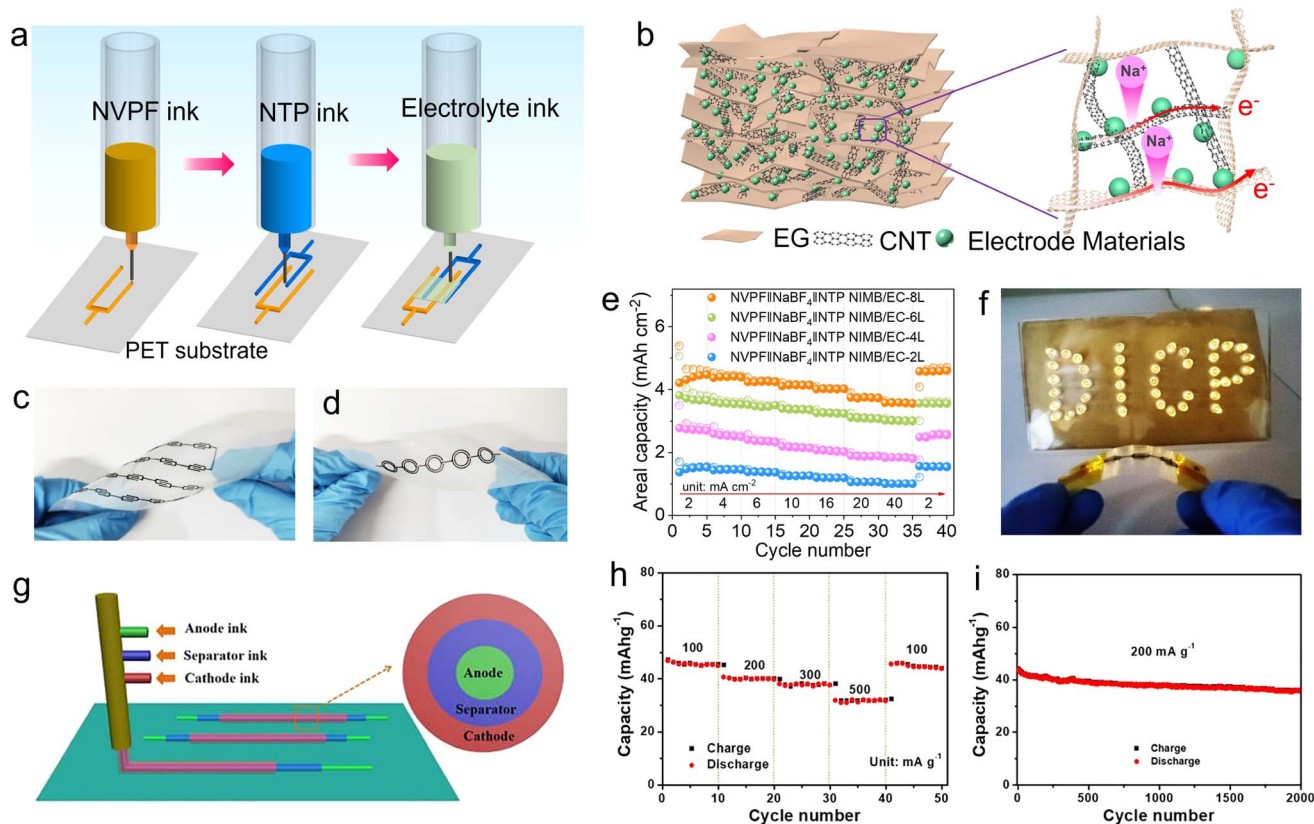 a
NVPF ink
NTP ink
Electrolyte ink
PET substrate
b
Na⁺
e⁻
Na⁺
e⁻
EG
CNT
Electrode Materials
c
d
e
NVPF||NaBF₄||NTP NIMB/EC-8L
NVPF||NaBF₄||NTP NIMB/EC-6L
NVPF||NaBF₄||NTP NIMB/EC-4L
NVPF||NaBF₄||NTP NIMB/EC-2L
Areal capacity (mAh cm⁻²)
6
4
2
0
unit: mA cm⁻²
2 4 6 10 16 20 40 2
0 5 10 15 20 25 30 35 40
Cycle number
f
DICP
g
Anode ink
Separator ink
Cathode ink
Anode
Separator
Cathode
h
Capacity (mAhg⁻¹)
80
60
40
20
0
100
200
300
500
100
Charge
Discharge
Unit: mA g⁻¹
0 10 20 30 40 50
Cycle number
i
Capacity (mAhg⁻¹)
80
60
40
20
0
200 mA g⁻¹
Charge
Discharge
0 500 1000 1500 2000
Cycle number